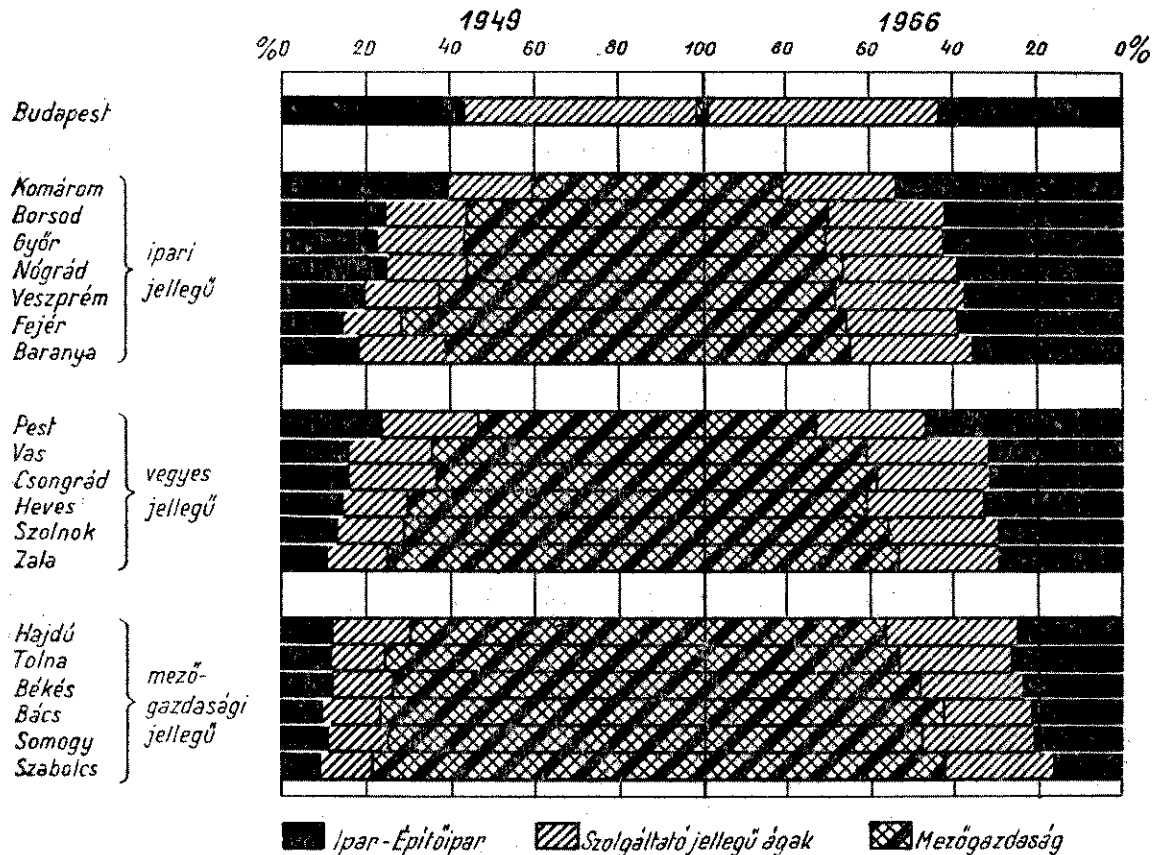 1949 1966
%0 20 40 60 80 100 80 60 40 20 0%
Budapest
Komárom
Borsod
Győr
Nógrád
Veszprém
Fejér
Baranya
ipari
jellegű
Pest
Vas
Csongrád
Heves
Szolnok
Zala
vegyes
jellegű
Hajdú
Tolna
Békés
Bács
Somogy
Szabolcs
mező-
gazdasági
jellegű
Ipar-Építőipar Szolgáltató jellegű ágak Mezőgazdaság